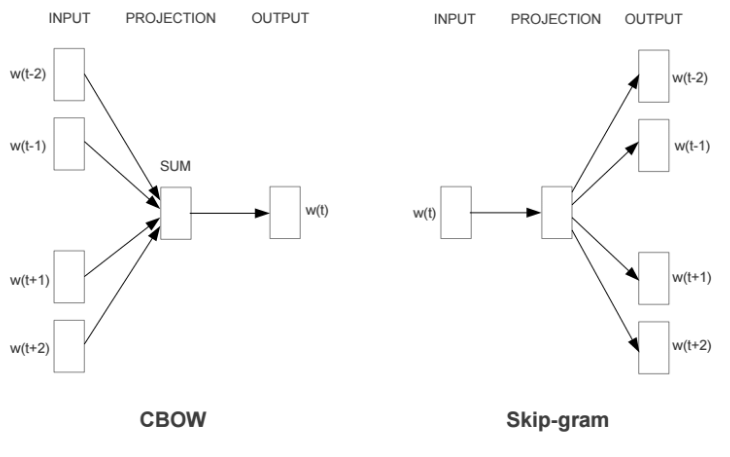 INPUT PROJECTION OUTPUT
w(t-2)
w(t-1)
SUM
w(t)
w(t+1)
w(t+2)
CBOW
INPUT PROJECTION OUTPUT
w(t-2)
w(t-1)
w(t)
w(t+1)
w(t+2)
Skip-gram